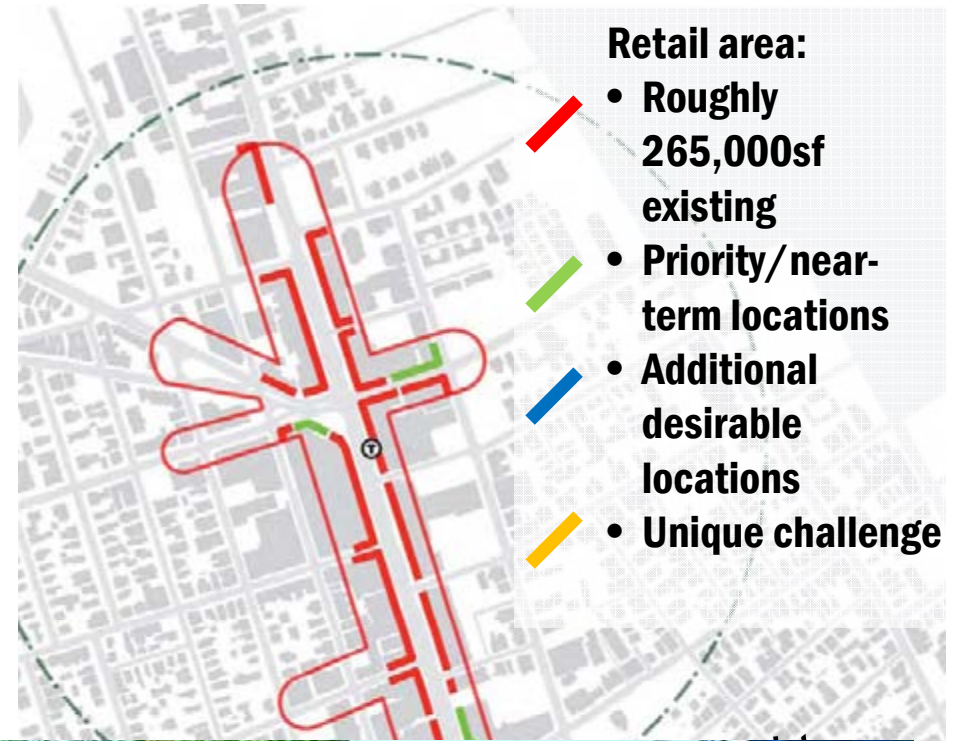 Retail area:
• Roughly
265,000sf
existing
• Priority/near-
term locations
• Additional
desirable
locations
• Unique challenge
T